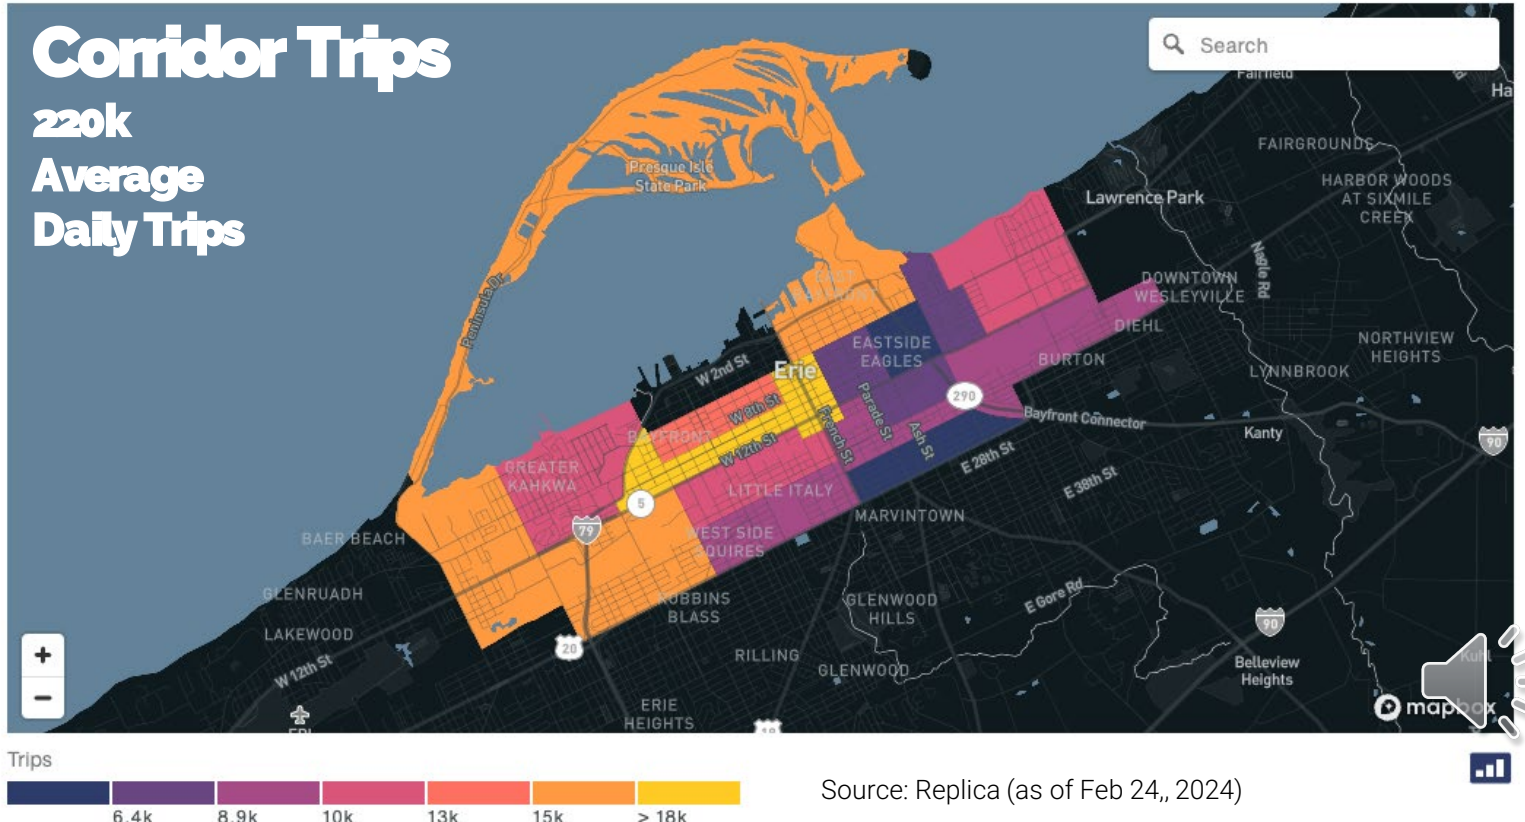 Corridor Trips
220k
Average
Daily Trips
Search
Fairfield
Ha
FAIRGROUNDS
HARBOR WOODS
AT SIXMILE
CREEK
Lawrence Park
Nagle Rd
Presque Isle
State Park
Peninsula Dr
DOWNTOWN
WESLEYVILLE
DIEHL
EAST
BAYFRONT
EASTSIDE
EAGLES
BURTON
NORTHVIEW
HEIGHTS
LYNNBROOK
W 2nd St
Erie
290
W 8th St
Parade St
French St
Ash St
Bayfront Connector
Kanty
90
BAYFRONT
W 12th St
GREATER
KAHKWA
LITTLE ITALY
E 28th St
E 38th St
5
79
MARVINTOWN
BAER BEACH
WEST SIDE
SQUIRES
GLENRUADH
ROBBINS
BLASS
GLENWOOD
HILLS
E Gore Rd
90
LAKEWOOD
20
RILLING
GLENWOOD
Belleview
Heights
Kuhl
W 12th St
ERIE
HEIGHTS
mapbox
+
−
Trips
6.4k 8.9k 10k 13k 15k > 18k
Source: Replica (as of Feb 24,, 2024)